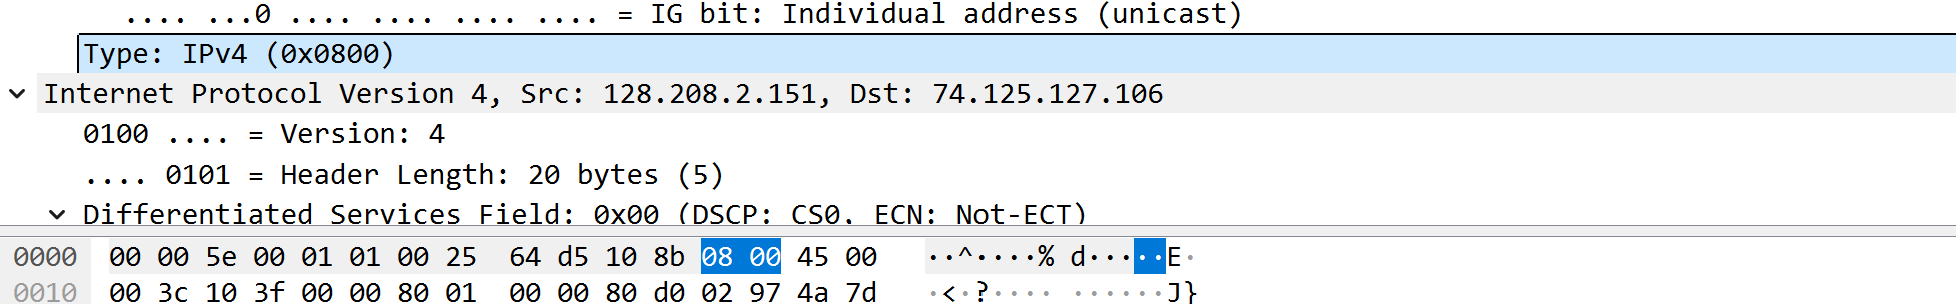 .... ...0 .... .... .... .... = IG bit: Individual address (unicast)
Type: IPv4 (0x0800)
Internet Protocol Version 4, Src: 128.208.2.151, Dst: 74.125.127.106
0100 .... = Version: 4
.... 0101 = Header Length: 20 bytes (5)
Differentiated Services Field: 0x00 (DSCP: CS0, ECN: Not-ECT)
0000 00 00 5e 00 01 01 00 25 64 d5 10 8b 08 00 45 00 ··^····% d·····E·
0010 00 3c 10 3f 00 00 80 01 00 00 80 d0 02 97 4a 7d ·<·?···· ······J}